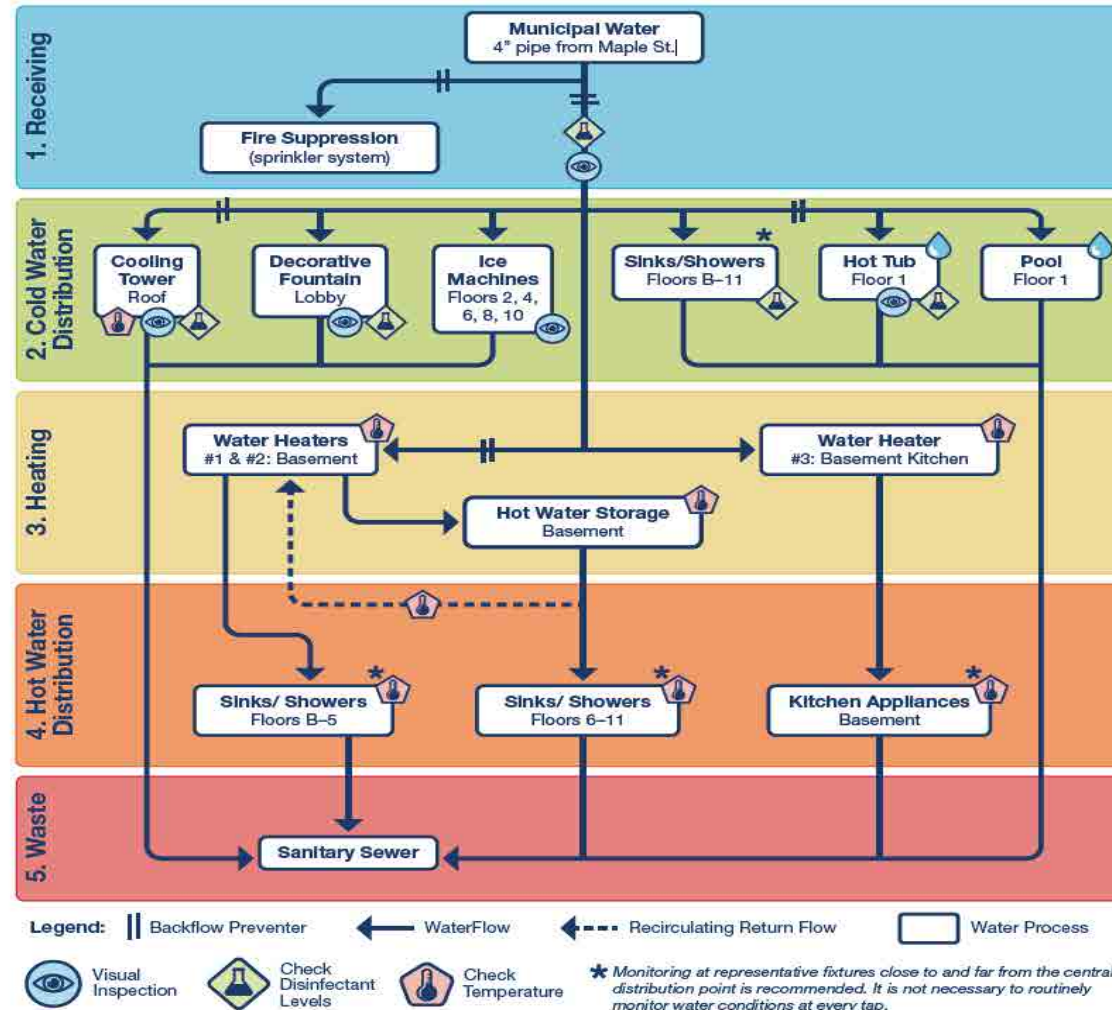 1. Receiving
Municipal Water
4" pipe from Maple St.
Fire Suppression
(sprinkler system)
2. Cold Water
Distribution
Cooling
Tower
Roof
Decorative
Fountain
Lobby
Ice
Machines
Floors 2, 4,
6, 8, 10
Sinks/Showers *
Floors B–11
Hot Tub
Floor 1
Pool
Floor 1
3. Heating
Water Heaters
#1 & #2: Basement
Water Heater
#3: Basement Kitchen
Hot Water Storage
Basement
4. Hot Water
Distribution
Sinks/ Showers *
Floors B–5
Sinks/ Showers *
Floors 6–11
Kitchen Appliances *
Basement
5. Waste
Sanitary Sewer
Legend: Backflow Preventer WaterFlow Recirculating Return Flow Water Process
Visual
Inspection
Check
Disinfectant
Levels
Check
Temperature
* Monitoring at representative fixtures close to and far from the central
distribution point is recommended. It is not necessary to routinely
monitor water conditions at every tap.